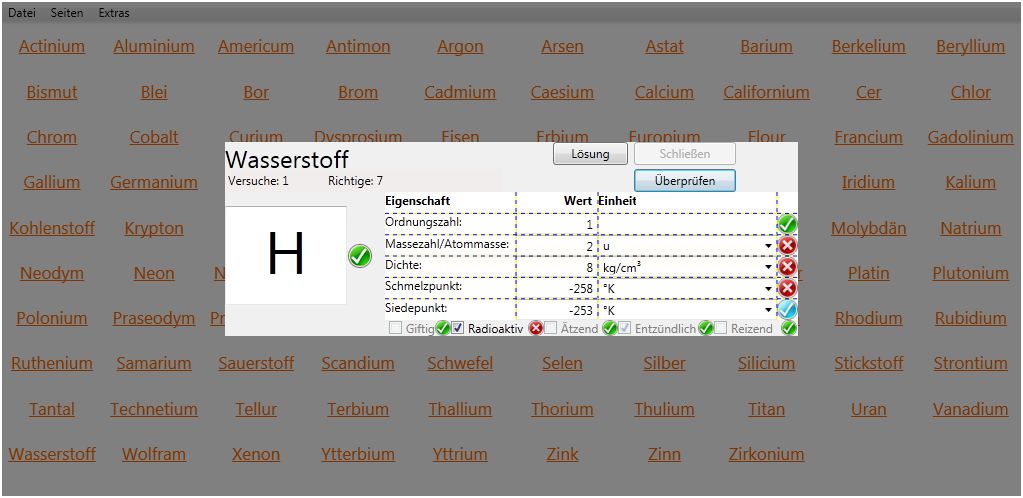 Datei Seiten Extras
Actinium Aluminium Americum Antimon Argon Arsen Astat Barium Berkelium Beryllium
Bismut Blei Bor Brom Cadmium Caesium Calcium Californium Cer Chlor
Chrom Cobalt Curium Dysprosium Eisen Erbium Europium Flour Francium Gadolinium
Wasserstoff Lösung Schließen
Versuche: 1 Richtige: 7 Überprüfen
Gallium Germanium Iridium Kalium
Eigenschaft Wert Einheit
Ordnungszahl: 1
Kohlenstoff Krypton Molybdän Natrium
H
Massezahl/Atommasse: 2 u
Dichte: 8 kg/cm³
Neodym Neon Platin Plutonium
Schmelzpunkt: -258 °K
Siedepunkt: -253 °K
Polonium Praseodym Rhodium Rubidium
Giftig Radioaktiv Ätzend Entzündlich Reizend
Ruthenium Samarium Sauerstoff Scandium Schwefel Selen Silber Silicium Stickstoff Strontium
Tantal Technetium Tellur Terbium Thallium Thorium Thulium Titan Uran Vanadium
Wasserstoff Wolfram Xenon Ytterbium Yttrium Zink Zinn Zirkonium